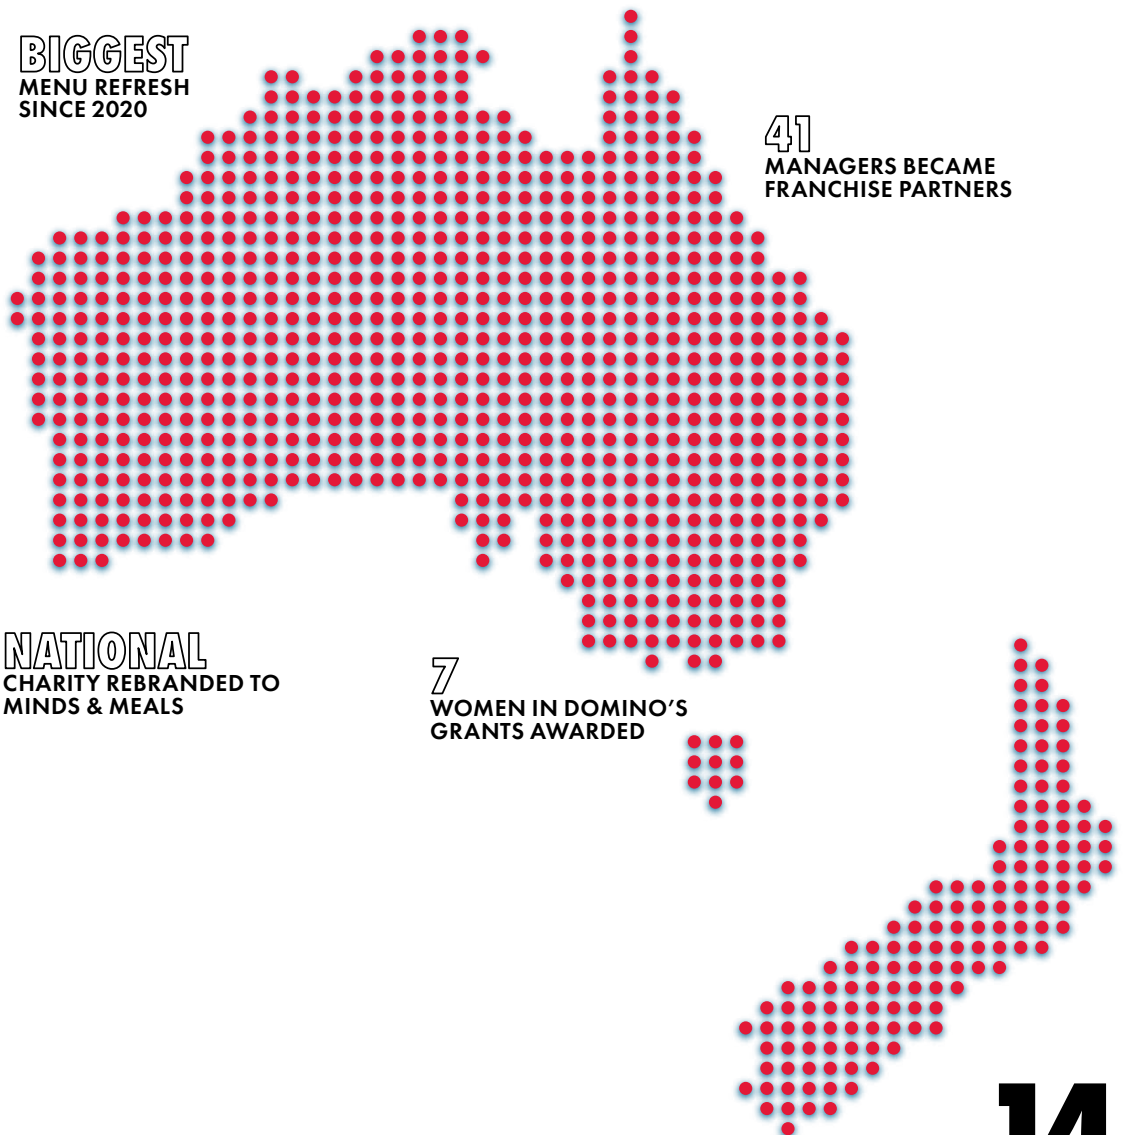 BIGGEST
MENU REFRESH
SINCE 2020
41
MANAGERS BECAME
FRANCHISE PARTNERS
NATIONAL
CHARITY REBRANDED TO
MINDS & MEALS
7
WOMEN IN DOMINO’S
GRANTS AWARDED
14